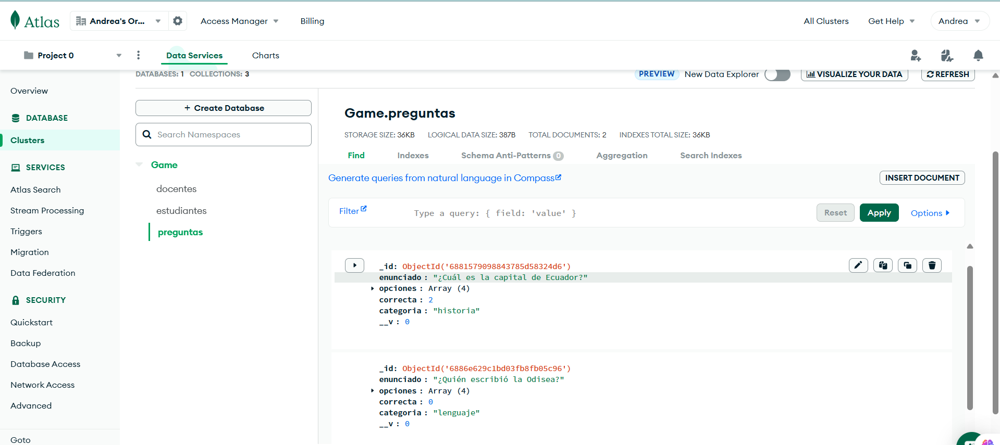 Atlas
Andrea's Or...
Access Manager
Billing
All Clusters
Get Help
Andrea
Project 0
Data Services
Charts
DATABASES: 1 COLLECTIONS: 3
PREVIEW New Data Explorer
VISUALIZE YOUR DATA
REFRESH
Overview
DATABASE
Clusters
SERVICES
Atlas Search
Stream Processing
Triggers
Migration
Data Federation
SECURITY
Quickstart
Backup
Database Access
Network Access
Advanced
Goto
+ Create Database
Search Namespaces
Game
docentes
estudiantes
preguntas
Game.preguntas
STORAGE SIZE: 36KB LOGICAL DATA SIZE: 387B TOTAL DOCUMENTS: 2 INDEXES TOTAL SIZE: 36KB
Find Indexes Schema Anti-Patterns 0 Aggregation Search Indexes
Generate queries from natural language in Compass
INSERT DOCUMENT
Filter
Type a query: { field: 'value' }
Reset
Apply
Options
_id: ObjectId('6881579098843785d58324d6')
enunciado : "¿Cuál es la capital de Ecuador?"
opciones : Array (4)
correcta : 2
categoria : "historia"
__v : 0
_id: ObjectId('6886e629c1bd03fb8fb05c96')
enunciado : "¿Quién escribió la Odisea?"
opciones : Array (4)
correcta : 0
categoria : "lenguaje"
__v : 0